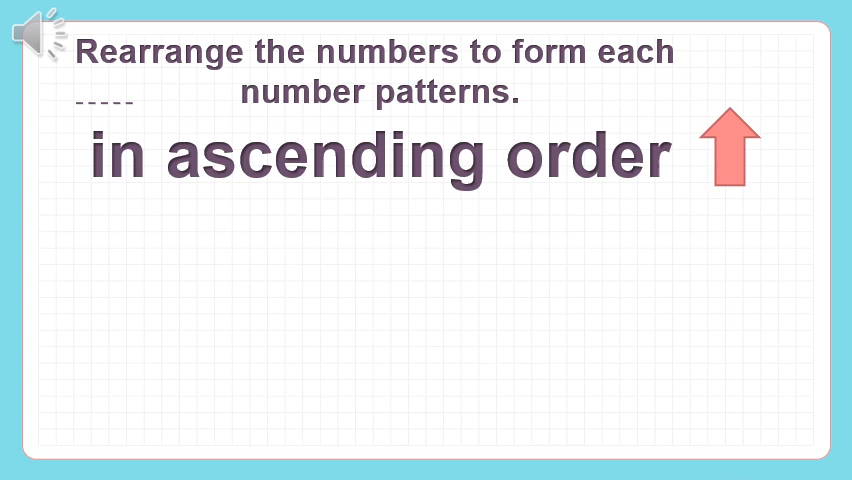 Rearrange the numbers to form each
number patterns.
in ascending order